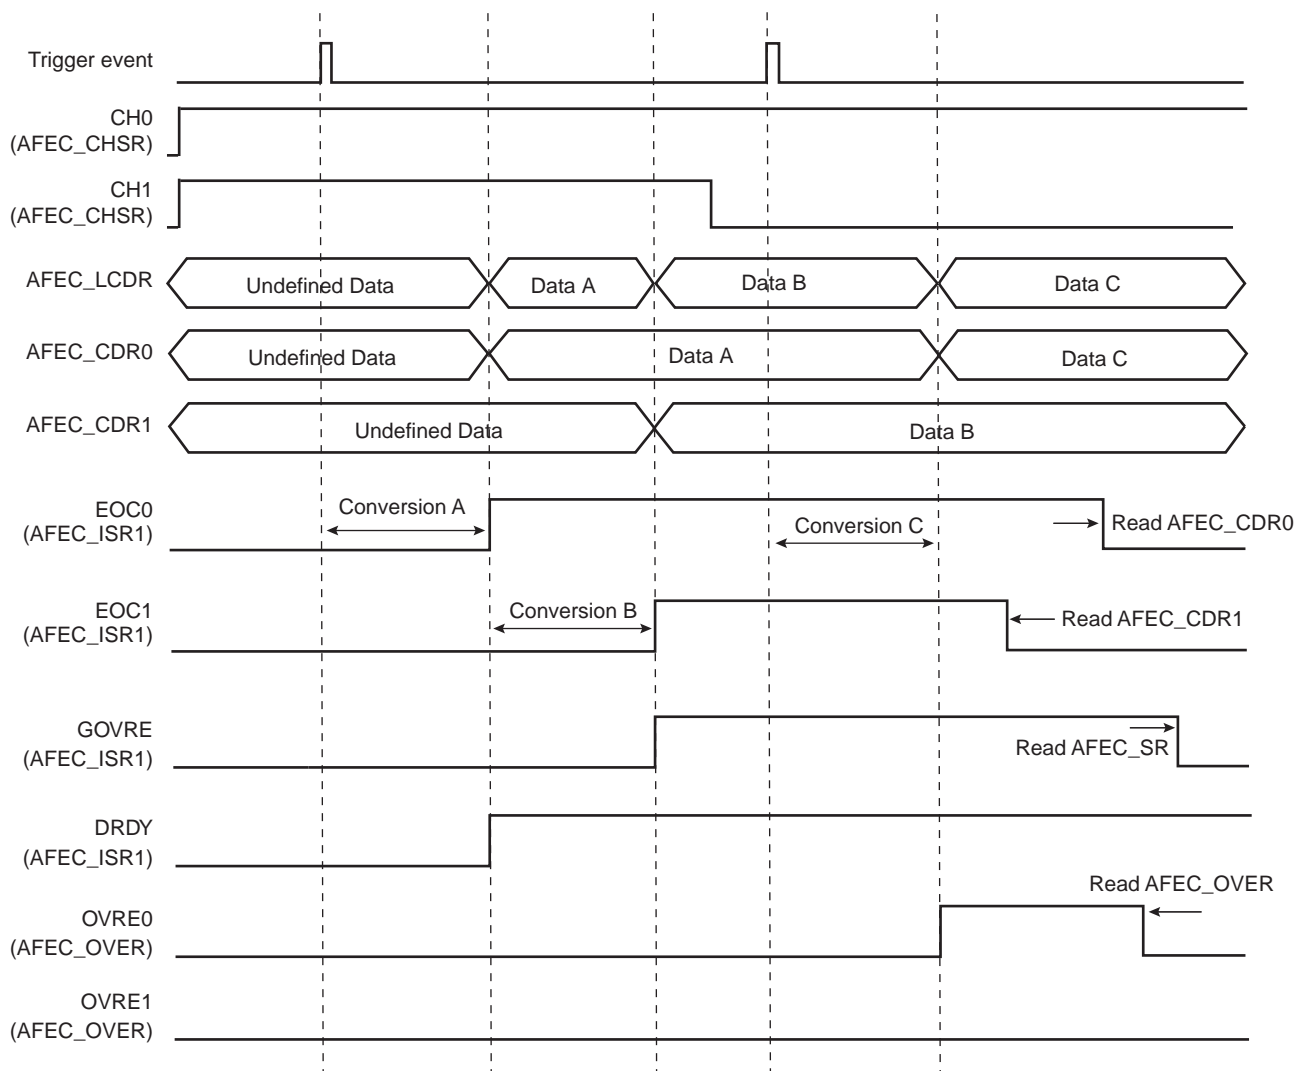 Trigger event
CH0
(AFEC_CHSR)
CH1
(AFEC_CHSR)
AFEC_LCDR
Undefined Data
Data A
Data B
Data C
AFEC_CDR0
Undefined Data
Data A
Data C
AFEC_CDR1
Undefined Data
Data B
EOC0
(AFEC_ISR1)
Conversion A
Conversion C
Read AFEC_CDR0
EOC1
(AFEC_ISR1)
Conversion B
Read AFEC_CDR1
GOVRE
(AFEC_ISR1)
Read AFEC_SR
DRDY
(AFEC_ISR1)
Read AFEC_OVER
OVRE0
(AFEC_OVER)
OVRE1
(AFEC_OVER)